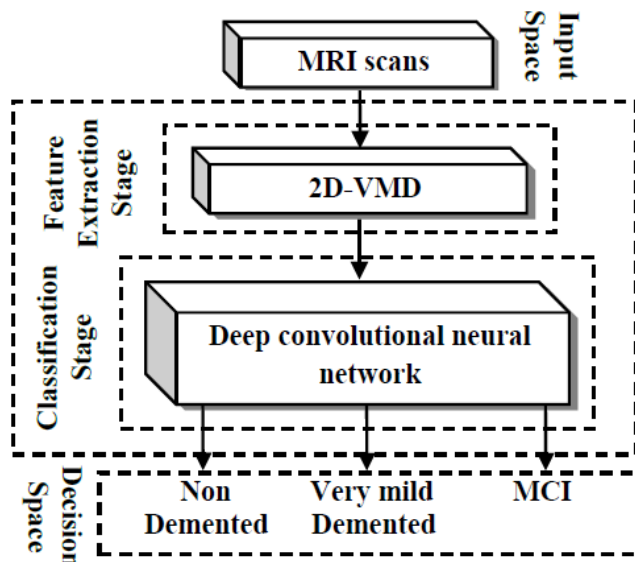 MRI scans
Input
Space
Feature
Extraction
Stage
2D-VMD
Classification
Stage
Deep convolutional neural
network
Decision
Space
Non
Demented
Very mild
Demented
MCI